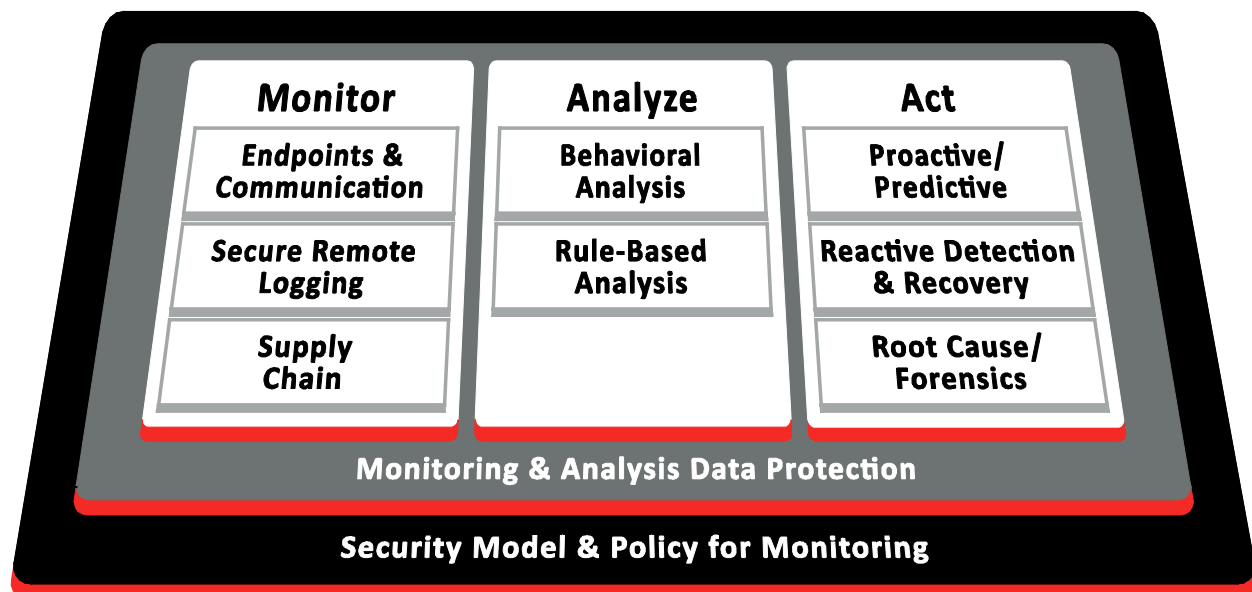 Monitor
Endpoints &
Communication
Secure Remote
Logging
Supply
Chain
Analyze
Behavioral
Analysis
Rule-Based
Analysis
Act
Proactive/
Predictive
Reactive Detection
& Recovery
Root Cause/
Forensics
Monitoring & Analysis Data Protection
Security Model & Policy for Monitoring